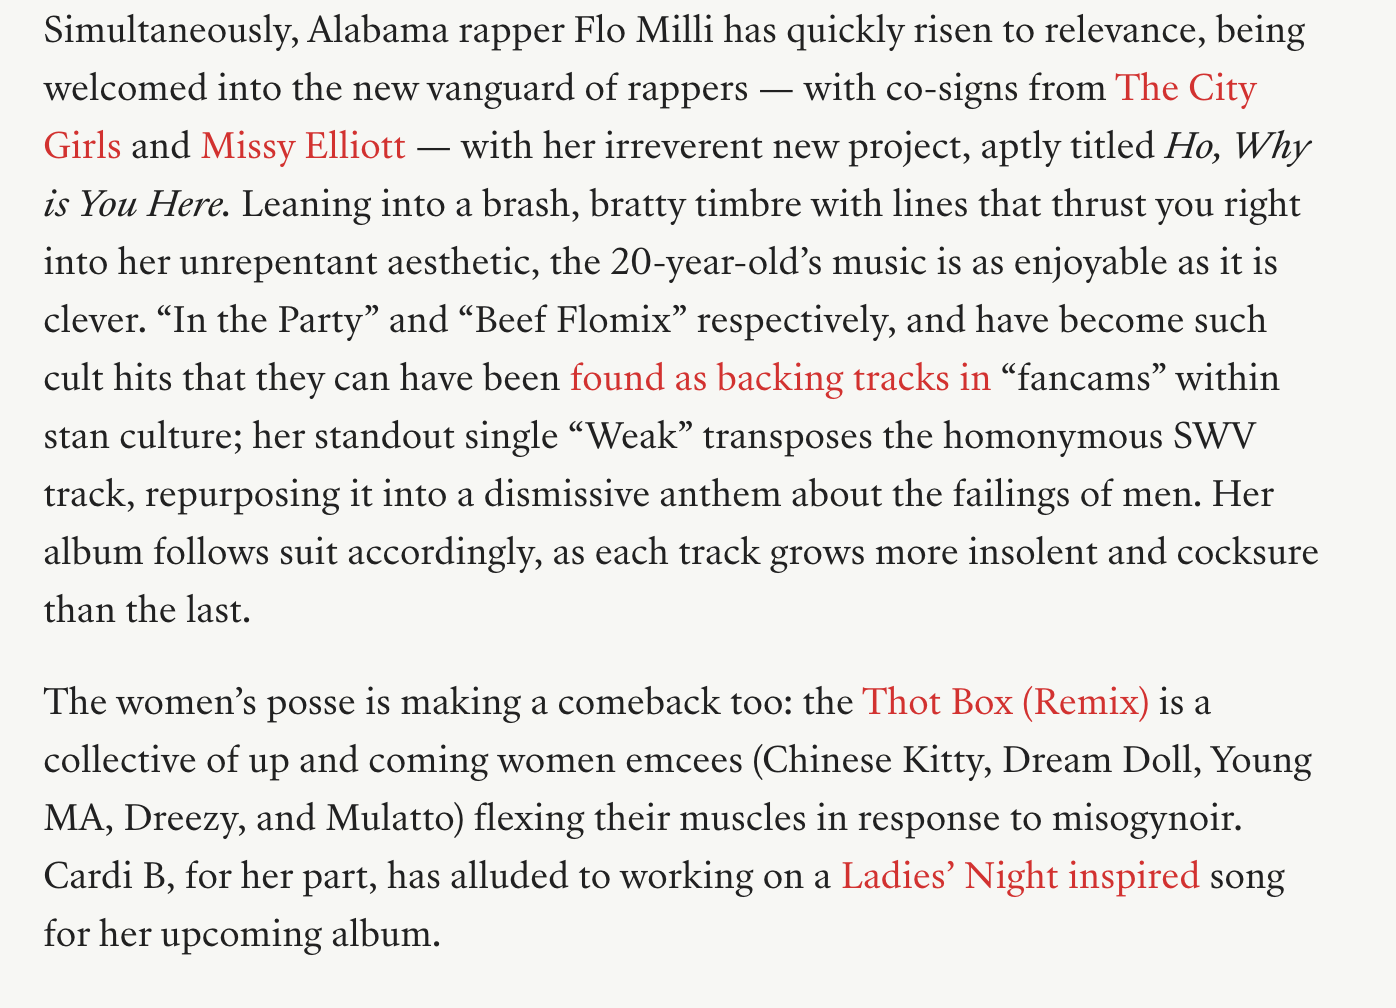 Simultaneously, Alabama rapper Flo Milli has quickly risen to relevance, being
welcomed into the new vanguard of rappers — with co-signs from The City
Girls and Missy Elliott — with her irreverent new project, aptly titled Ho, Why
is You Here. Leaning into a brash, bratty timbre with lines that thrust you right
into her unrepentant aesthetic, the 20-year-old’s music is as enjoyable as it is
clever. “In the Party” and “Beef Flomix” respectively, and have become such
cult hits that they can have been found as backing tracks in “fancams” within
stan culture; her standout single “Weak” transposes the homonymous SWV
track, repurposing it into a dismissive anthem about the failings of men. Her
album follows suit accordingly, as each track grows more insolent and cocksure
than the last.
The women’s posse is making a comeback too: the Thot Box (Remix) is a
collective of up and coming women emcees (Chinese Kitty, Dream Doll, Young
MA, Dreezy, and Mulatto) flexing their muscles in response to misogynoir.
Cardi B, for her part, has alluded to working on a Ladies’ Night inspired song
for her upcoming album.